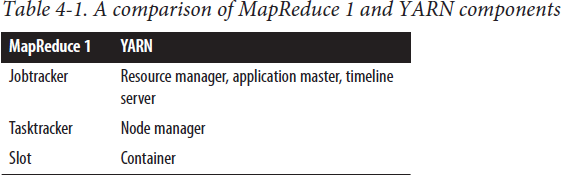 Table 4-1. A comparison of MapReduce 1 and YARN components
MapReduce 1 YARN
Jobtracker Resource manager, application master, timeline
server
Tasktracker Node manager
Slot Container